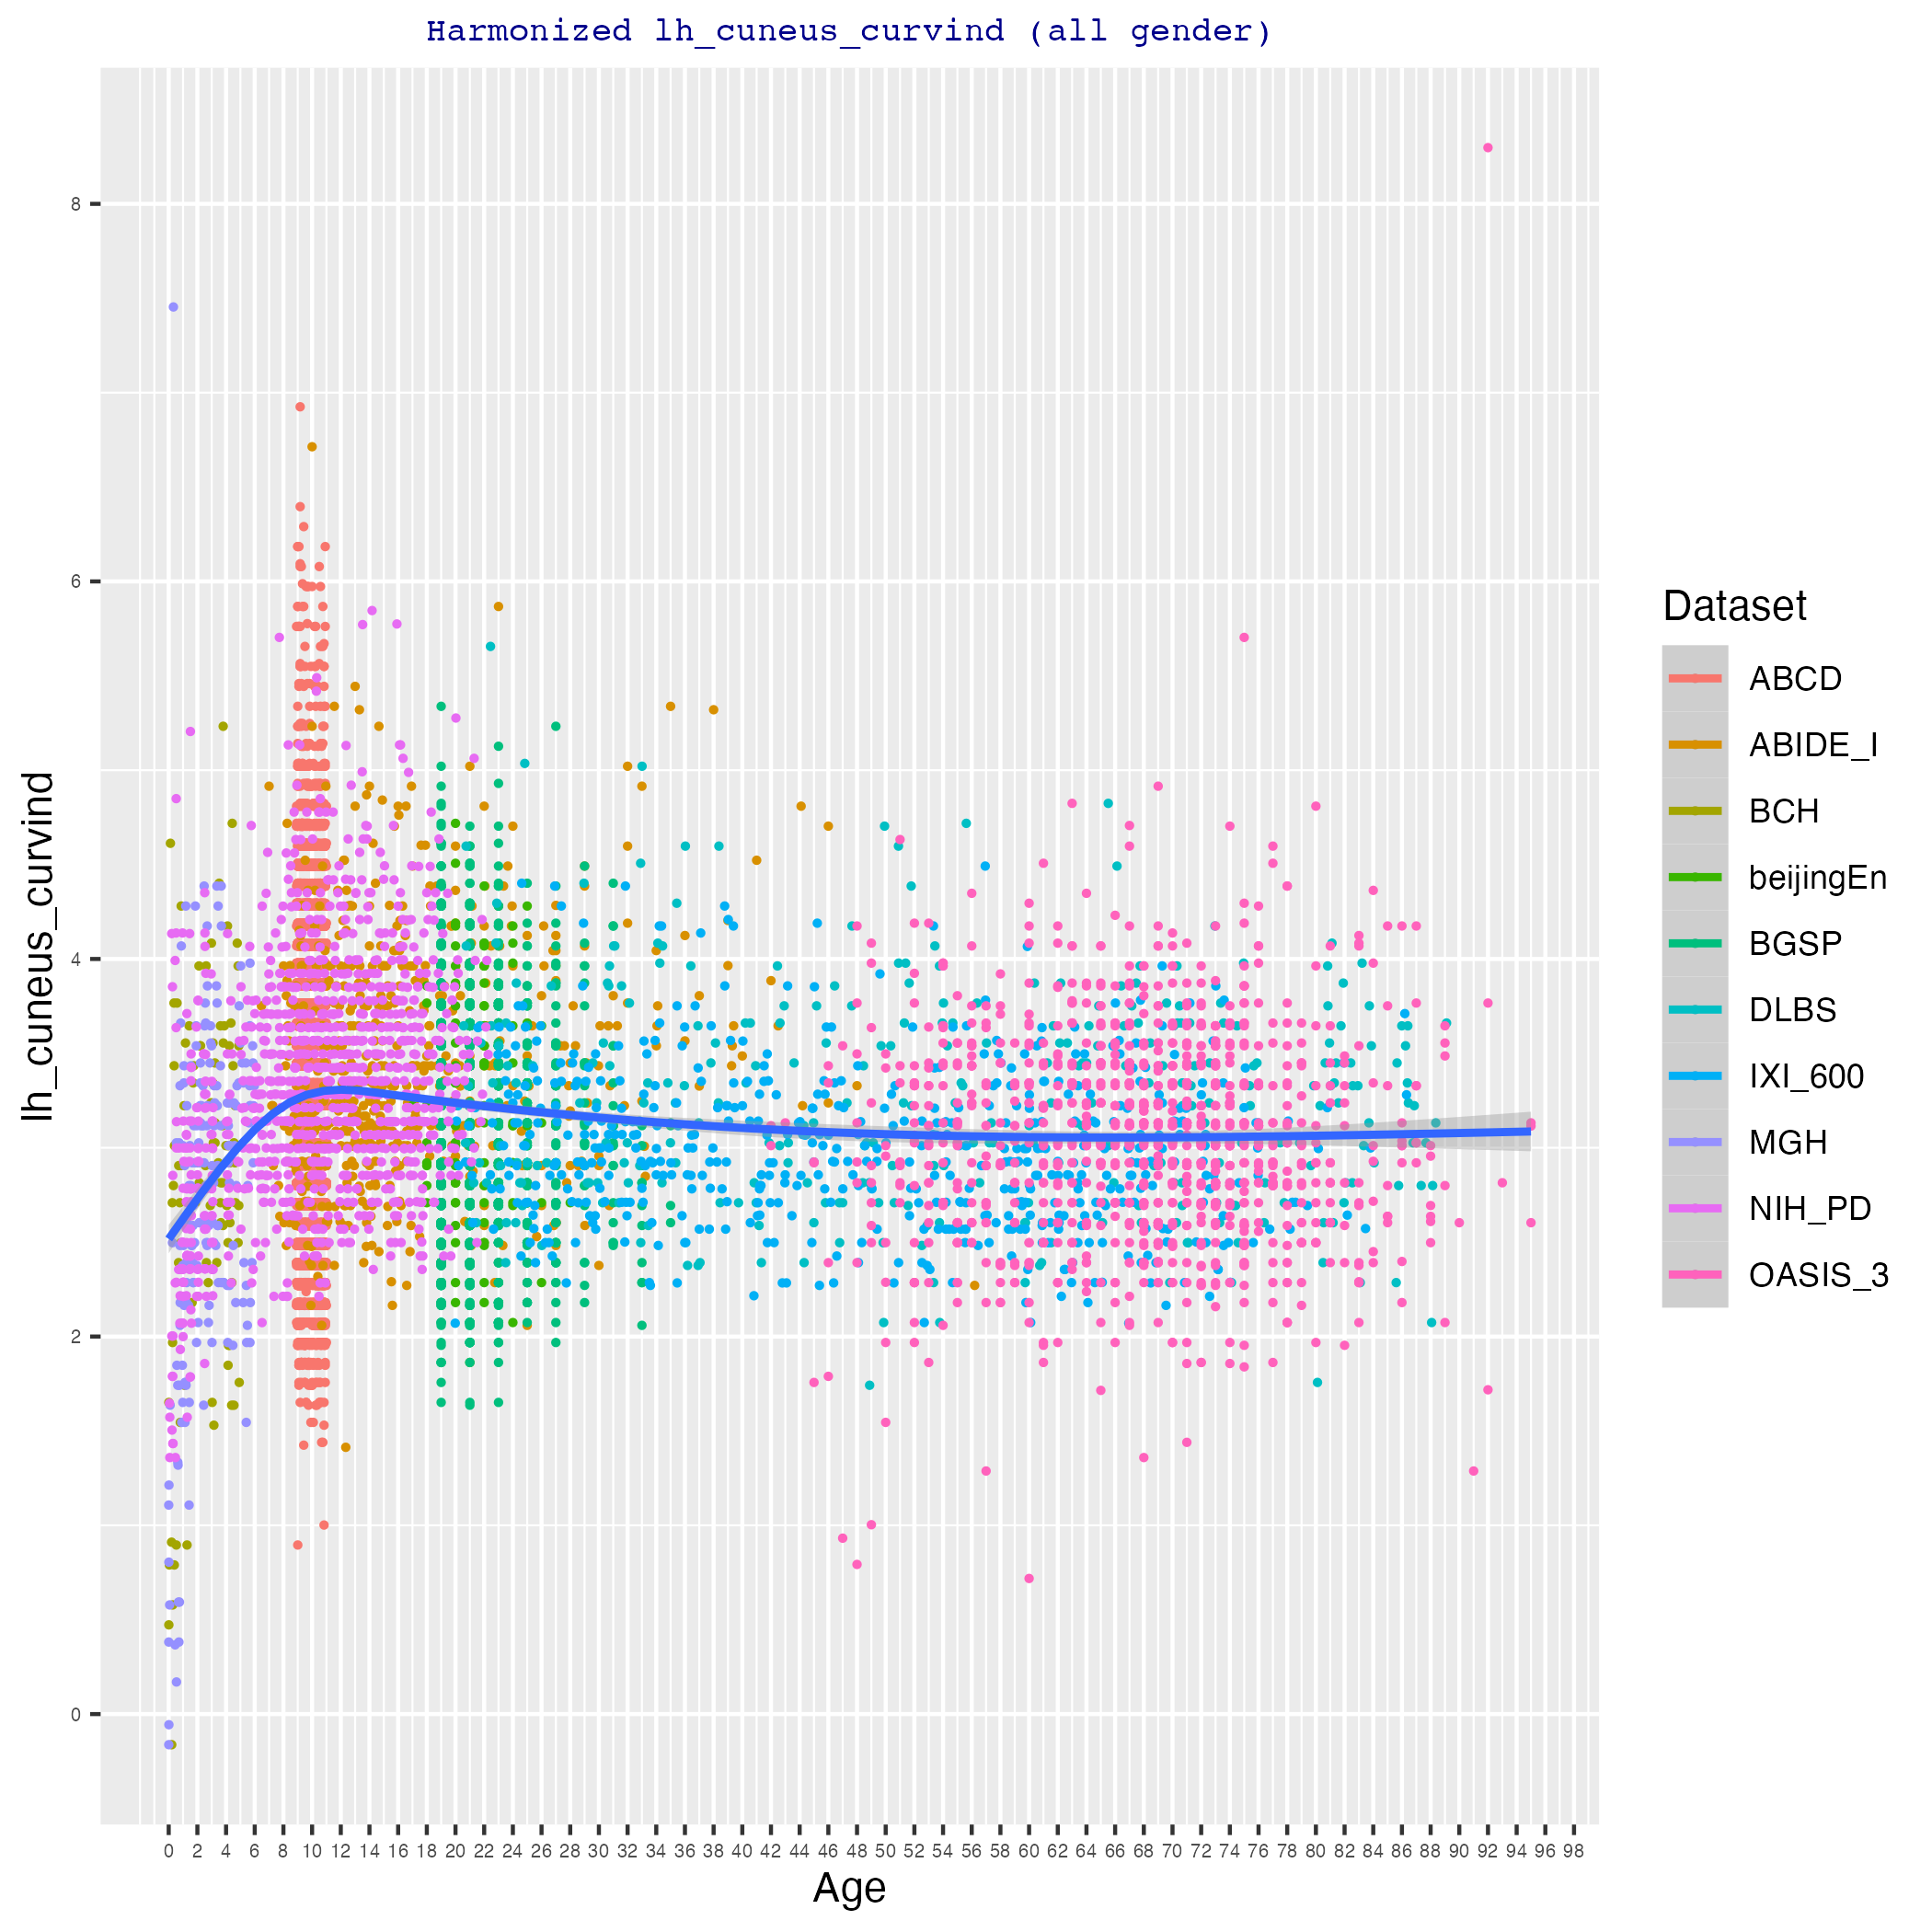 Harmonized lh_cuneus_curvind (all gender)
lh_cuneus_curvind
8
6
4
2
0
0 2 4 6 8 10 12 14 16 18 20 22 24 26 28 30 32 34 36 38 40 42 44 46 48 50 52 54 56 58 60 62 64 66 68 70 72 74 76 78 80 82 84 86 88 90 92 94 96 98
Age
Dataset
ABCD
ABIDE_I
BCH
beijingEn
BGSP
DLBS
IXI_600
MGH
NIH_PD
OASIS_3